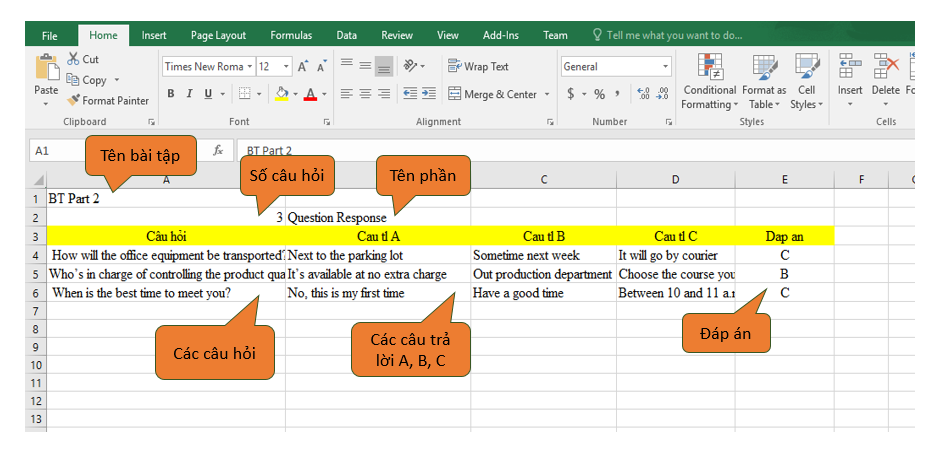 File Home Insert Page Layout Formulas Data Review View Add-Ins Team Tell me what you want to do...
Cut
Copy
Format Painter
Paste
Clipboard
Times New Roma 12 A A
B I U A
Font
Wrap Text
Merge & Center
Alignment
General
$ % , .0 .00
Number
Conditional Formatting
Format as Table
Cell Styles
Styles
Insert Delete
Cells
A1 fx BT Part 2
Tên bài tập
Số câu hỏi
Tên phần
A C D E F
1 BT Part 2
2 3 Question Response
3 Câu hỏi Cau tl A Cau tl B Cau tl C Dap an
4 How will the office equipment be transported? Next to the parking lot Sometime next week It will go by courier C
5 Who's in charge of controlling the product qua It's available at no extra charge Out production department Choose the course you B
6 When is the best time to meet you? No, this is my first time Have a good time Between 10 and 11 a.m C
7
8
9
10
11
12
13
Các câu hỏi
Các câu trả
lời A, B, C
Đáp án